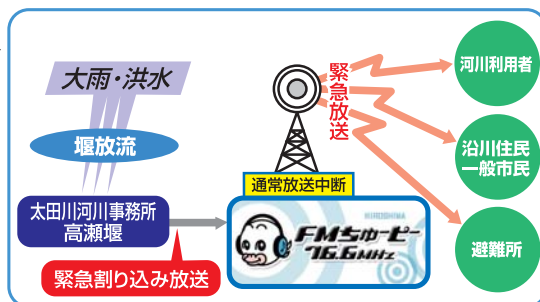 大雨・洪水
堰放流
太田川河川事務所
高瀬堰
緊急割り込み放送
緊急放送
通常放送中断
HIROSHIMA
FMちゅーピー
76.6MHz
河川利用者
沿川住民
一般市民
避難所